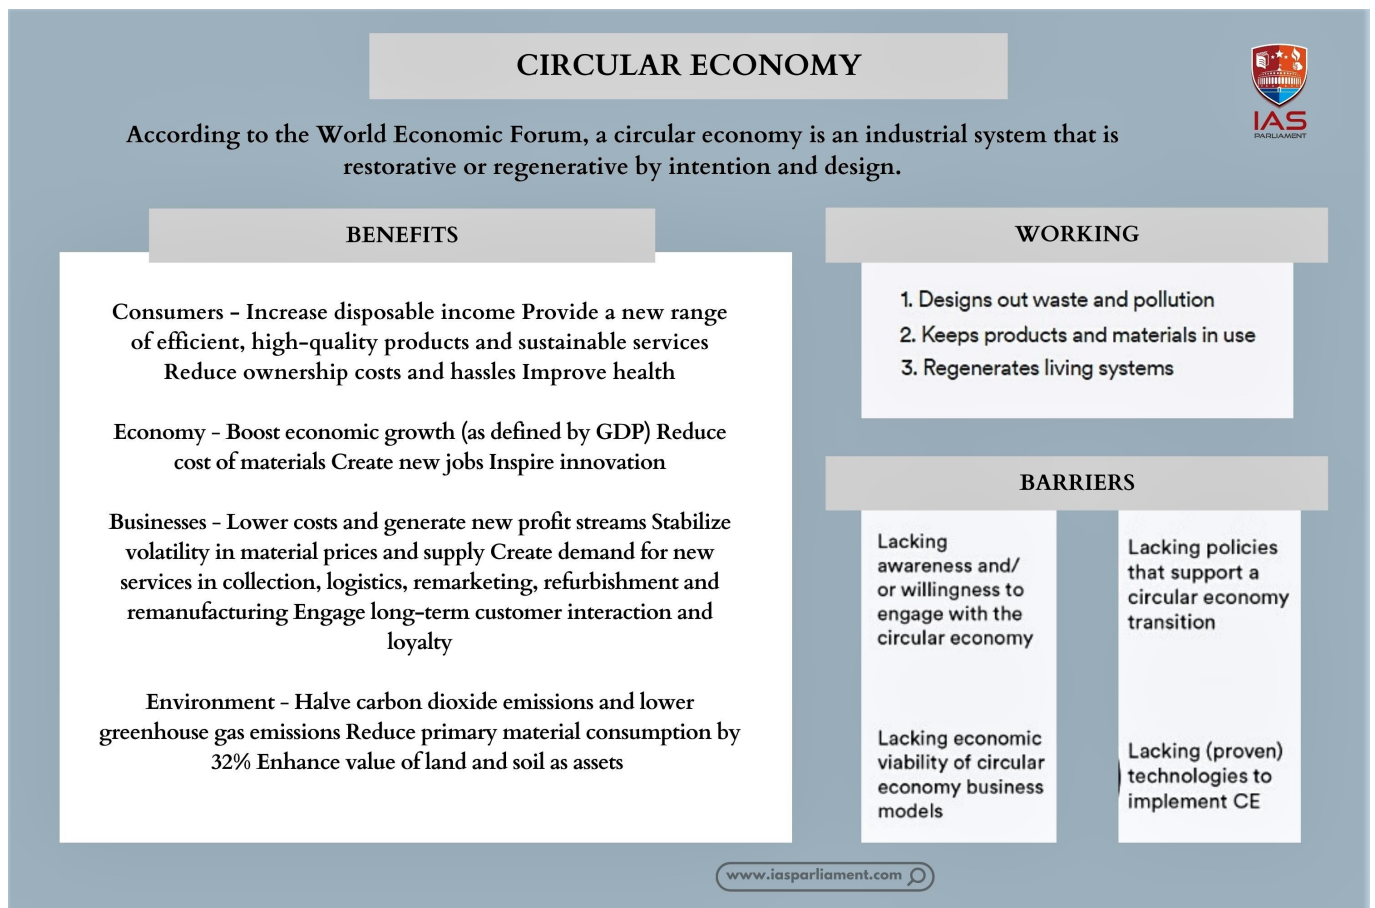 CIRCULAR ECONOMY
IAS
PARLIAMENT
According to the World Economic Forum, a circular economy is an industrial system that is
restorative or regenerative by intention and design.
BENEFITS
Consumers - Increase disposable income Provide a new range
of efficient, high-quality products and sustainable services
Reduce ownership costs and hassles Improve health
Economy - Boost economic growth (as defined by GDP) Reduce
cost of materials Create new jobs Inspire innovation
Businesses - Lower costs and generate new profit streams Stabilize
volatility in material prices and supply Create demand for new
services in collection, logistics, remarketing, refurbishment and
remanufacturing Engage long-term customer interaction and
loyalty
Environment - Halve carbon dioxide emissions and lower
greenhouse gas emissions Reduce primary material consumption by
32% Enhance value of land and soil as assets
WORKING
1. Designs out waste and pollution
2. Keeps products and materials in use
3. Regenerates living systems
BARRIERS
Lacking
awareness and/
or willingness to
engage with the
circular economy
Lacking policies
that support a
circular economy
transition
Lacking economic
viability of circular
economy business
models
Lacking (proven)
technologies to
implement CE
www.iasparliament.com